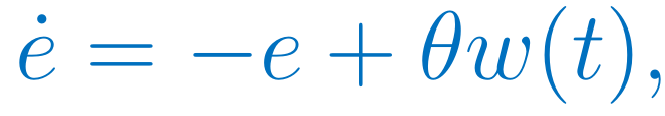 ė = −e + θw(t),